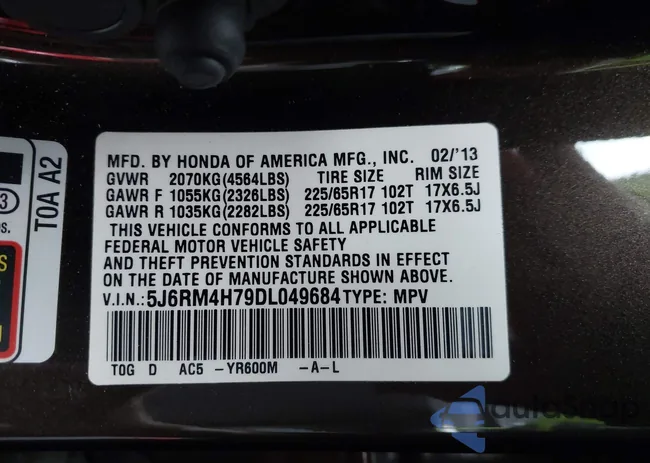 MFD. BY HONDA OF AMERICA MFG., INC. 02/'13
GVWR 2070KG(4564LBS) TIRE SIZE RIM SIZE
GAWR F 1055KG(2326LBS) 225/65R17 102T 17X6.5J
GAWR R 1035KG(2282LBS) 225/65R17 102T 17X6.5J
THIS VEHICLE CONFORMS TO ALL APPLICABLE
FEDERAL MOTOR VEHICLE SAFETY
AND THEFT PREVENTION STANDARDS IN EFFECT
ON THE DATE OF MANUFACTURE SHOWN ABOVE.
V.I.N.:5J6RM4H79DL049684 TYPE: MPV
TOG D AC5 -YR600M -A-L
TOA A2
3